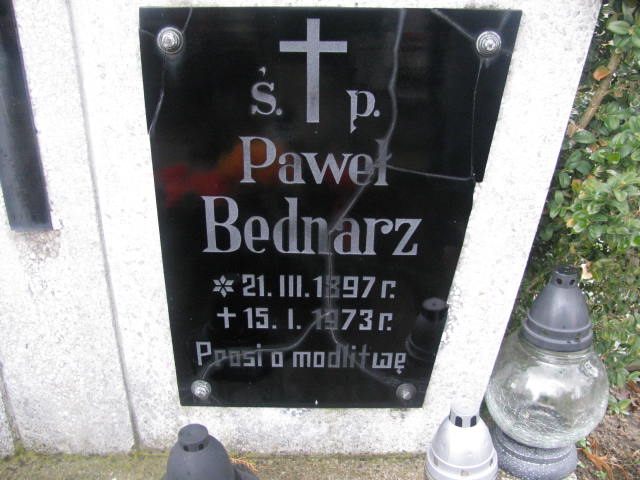 ś. p.
Paweł
Bednarz
21. III. 1897 r.
15. I. 1973 r.
Prosi o modlitwę